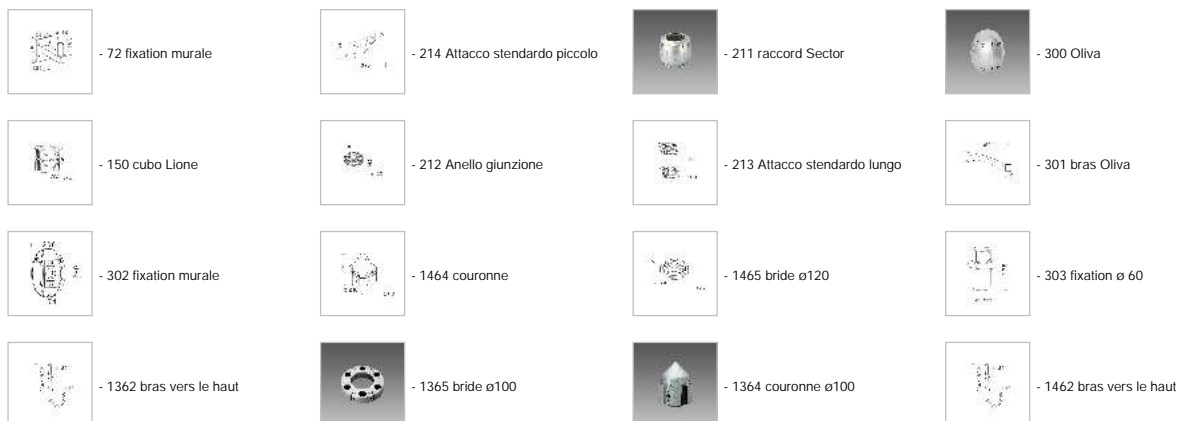 - 72 fixation murale
- 214 Attacco stendardo piccolo
- 211 raccord Sector
- 300 Oliva
- 150 cubo Lione
- 212 Anello giunzione
- 213 Attacco stendardo lungo
- 301 bras Oliva
- 302 fixation murale
- 1464 couronne
- 1465 bride ø120
- 303 fixation ø 60
- 1362 bras vers le haut
- 1365 bride ø100
- 1364 couronne ø100
- 1462 bras vers le haut